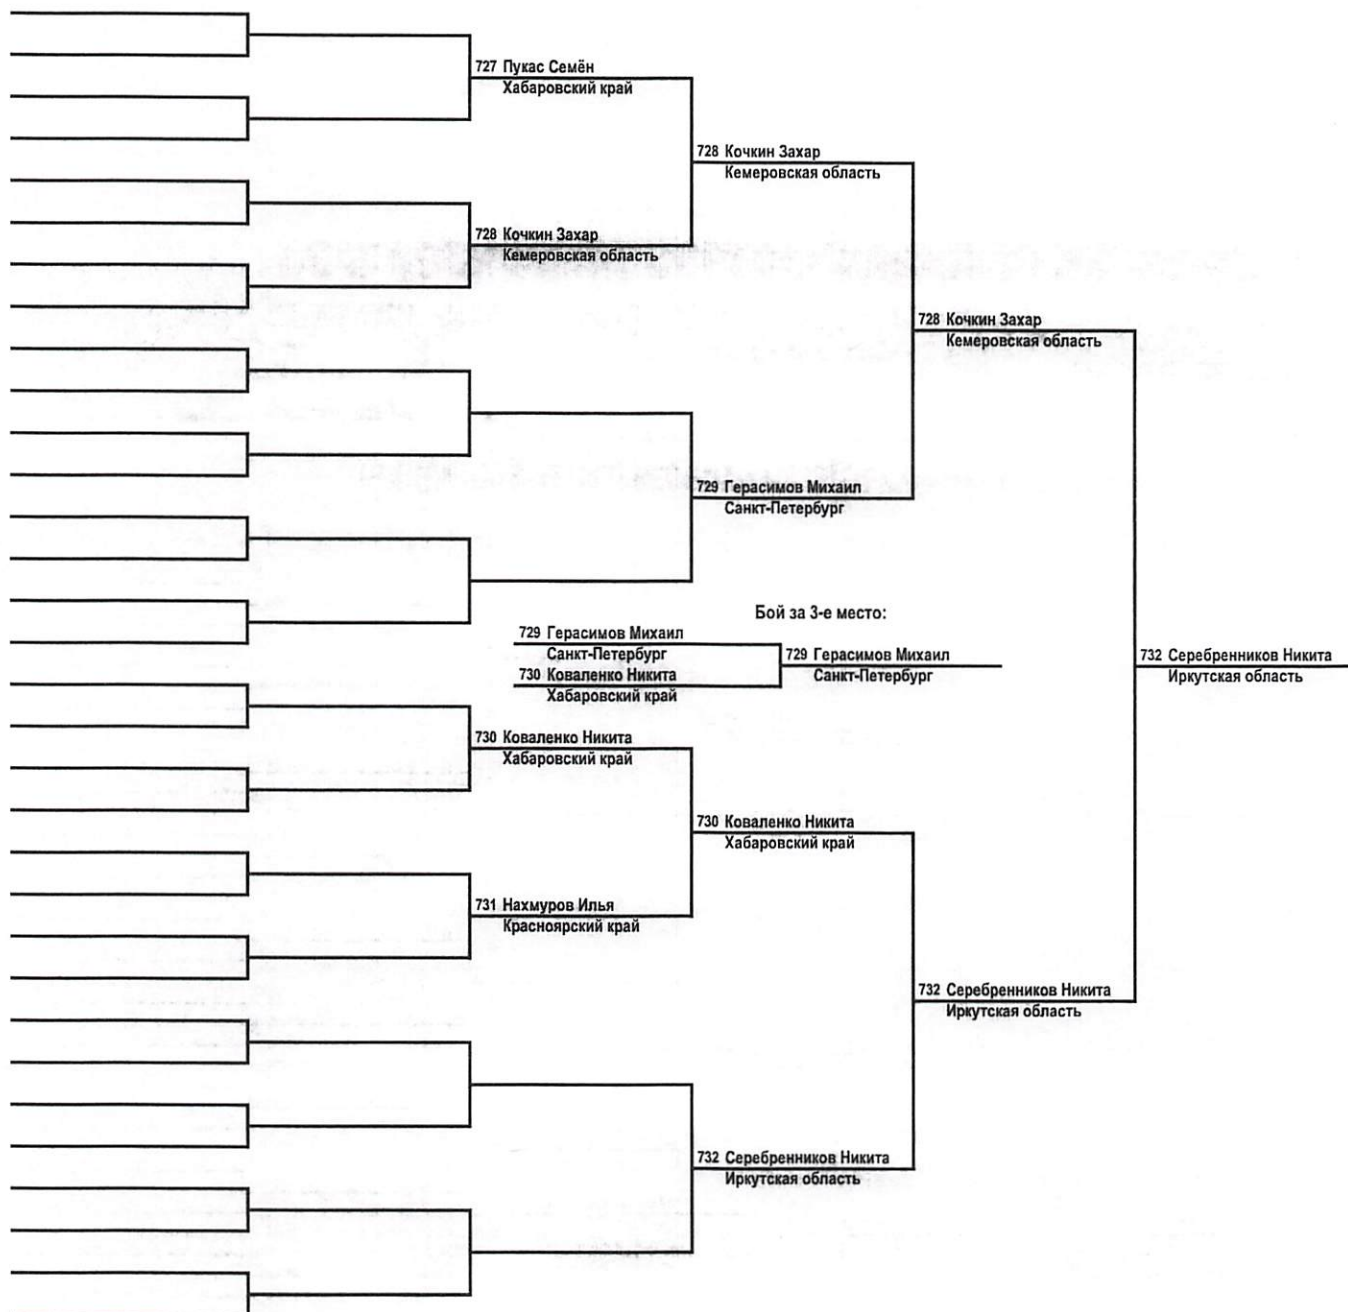 727 Пукас Семён
Хабаровский край
728 Кочкин Захар
Кемеровская область
728 Кочкин Захар
Кемеровская область
728 Кочкин Захар
Кемеровская область
729 Герасимов Михаил
Санкт-Петербург
Бой за 3-е место:
729 Герасимов Михаил
Санкт-Петербург
730 Коваленко Никита
Хабаровский край
729 Герасимов Михаил
Санкт-Петербург
732 Серебренников Никита
Иркутская область
730 Коваленко Никита
Хабаровский край
730 Коваленко Никита
Хабаровский край
731 Нахмуров Илья
Красноярский край
732 Серебренников Никита
Иркутская область
732 Серебренников Никита
Иркутская область